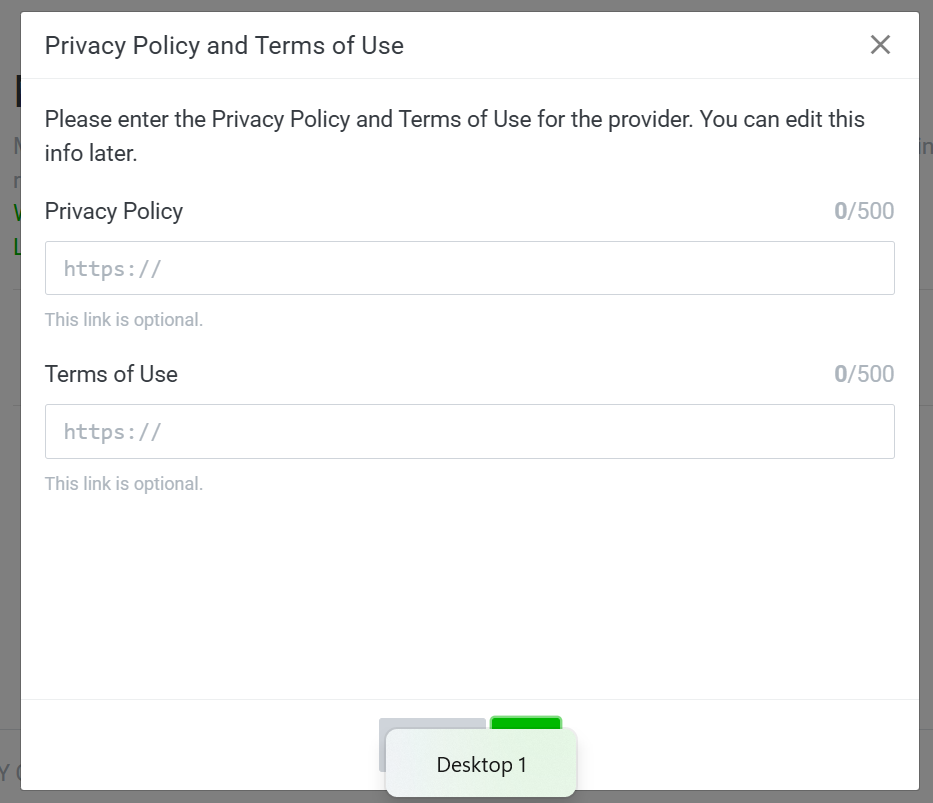 Privacy Policy and Terms of Use
Please enter the Privacy Policy and Terms of Use for the provider. You can edit this
info later.
Privacy Policy 0/500
https://
This link is optional.
Terms of Use 0/500
https://
This link is optional.
Desktop 1